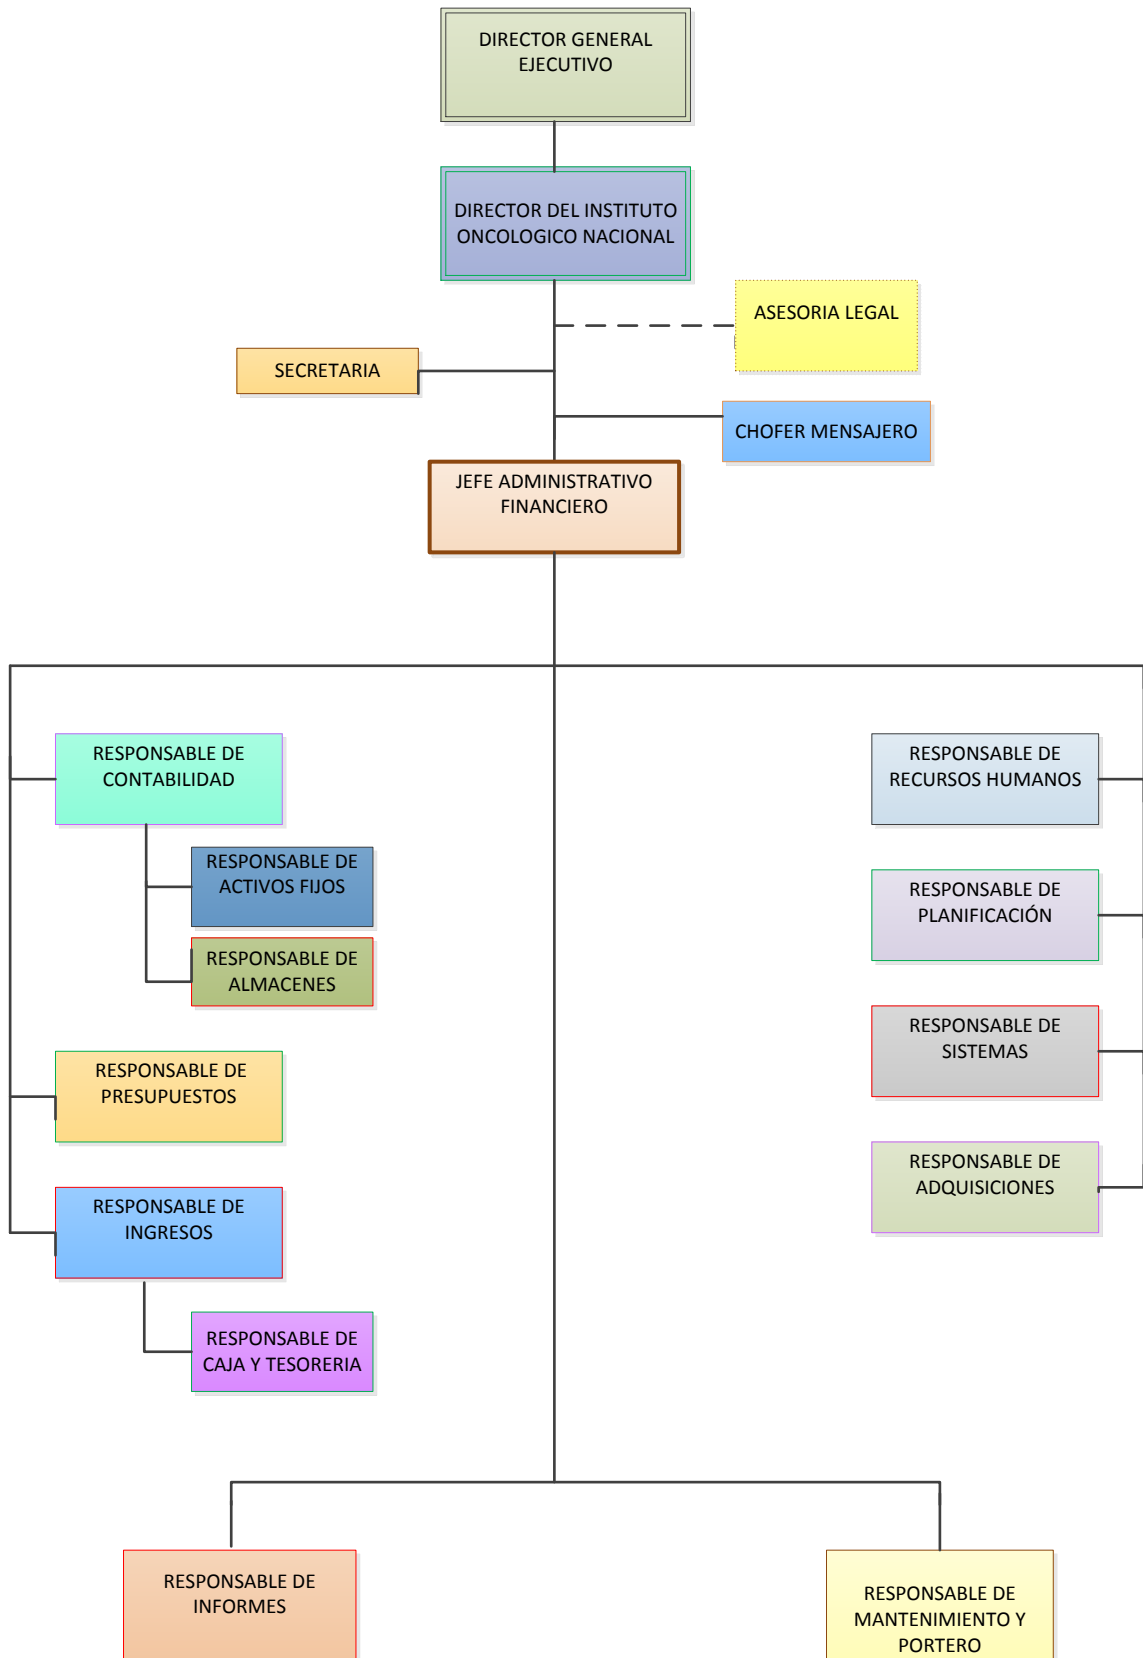 DIRECTOR GENERAL
EJECUTIVO
DIRECTOR DEL INSTITUTO
ONCOLOGICO NACIONAL
ASESORIA LEGAL
SECRETARIA
CHOFER MENSAJERO
JEFE ADMINISTRATIVO
FINANCIERO
RESPONSABLE DE
CONTABILIDAD
RESPONSABLE DE
ACTIVOS FIJOS
RESPONSABLE DE
ALMACENES
RESPONSABLE DE
PRESUPUESTOS
RESPONSABLE DE
INGRESOS
RESPONSABLE DE
CAJA Y TESORERIA
RESPONSABLE DE
RECURSOS HUMANOS
RESPONSABLE DE
PLANIFICACIÓN
RESPONSABLE DE
SISTEMAS
RESPONSABLE DE
ADQUISICIONES
RESPONSABLE DE
INFORMES
RESPONSABLE DE
MANTENIMIENTO Y
PORTERO